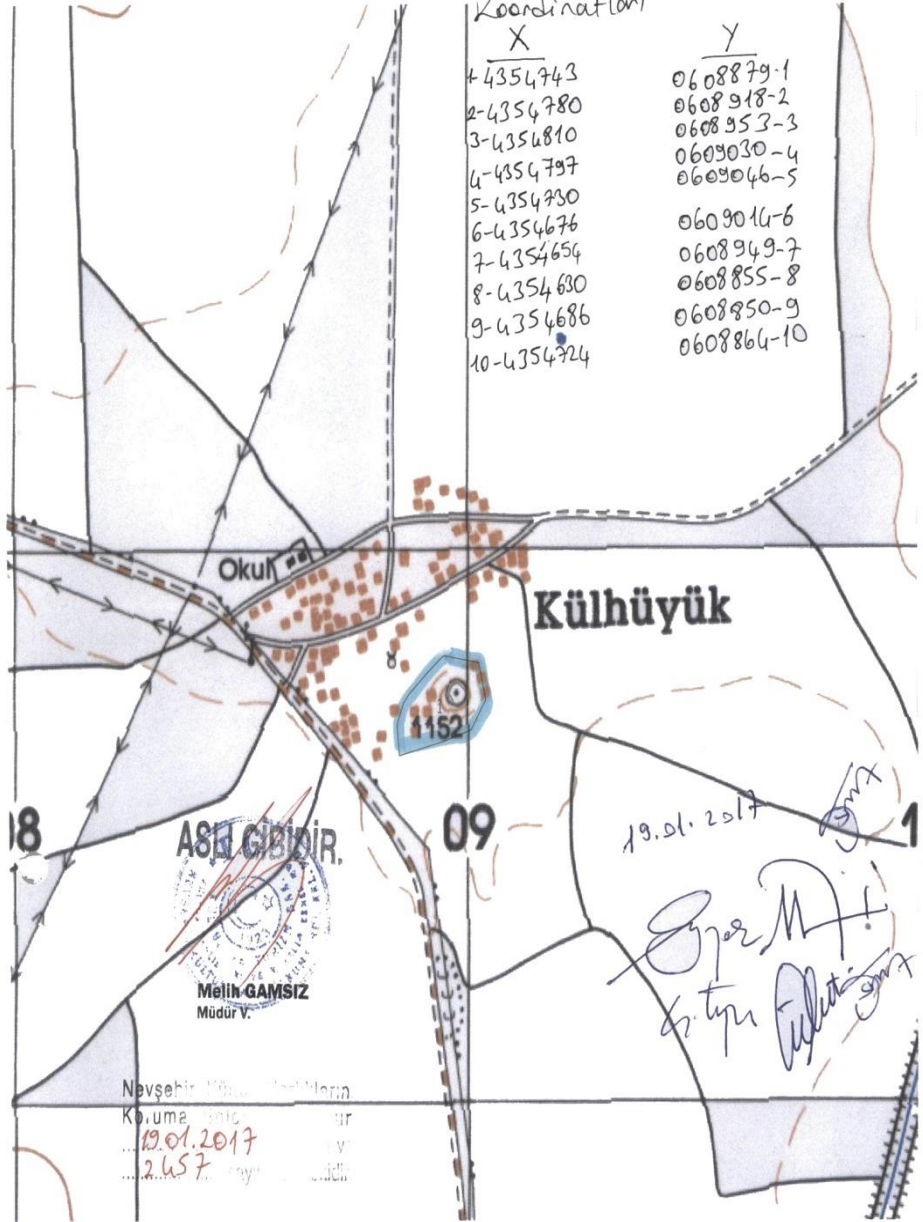 Koordinatları
X Y
1-4354743 0608879-1
2-4354780 0608918-2
3-4354810 0608953-3
4-4354797 0609030-4
5-4354730 0609046-5
6-4354676 0609014-6
7-4354654 0608949-7
8-4354630 0608855-8
9-4354686 0608850-9
10-4354724 0608864-10
Okul
Külhüyük
1152
09
19.01.2017
ASLI GİBİDİR.
Melih GAMSIZ
Müdür V.
Nevşehir
Koruma
19.01.2017
2457